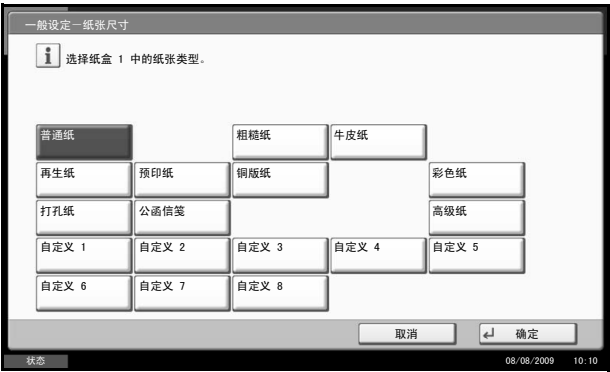 一般设定－纸张尺寸
选择纸盒 1 中的纸张类型。
普通纸 粗糙纸 牛皮纸
再生纸 预印纸 铜版纸 彩色纸
打孔纸 公函信笺 高级纸
自定义 1 自定义 2 自定义 3 自定义 4 自定义 5
自定义 6 自定义 7 自定义 8
取消 确定
状态 08/08/2009 10:10